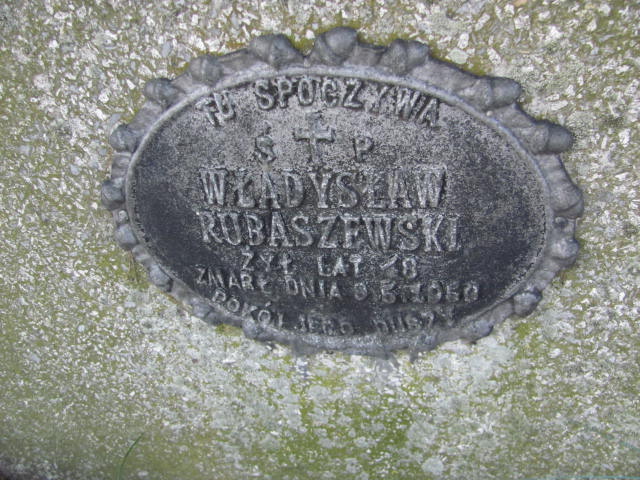 TU SPOCZYWA
Ś † P
WŁADYSŁAW
RUBASZEWSKI
ŻYŁ LAT
ZMARŁ DNIA
POKÓJ JEGO DUSZY